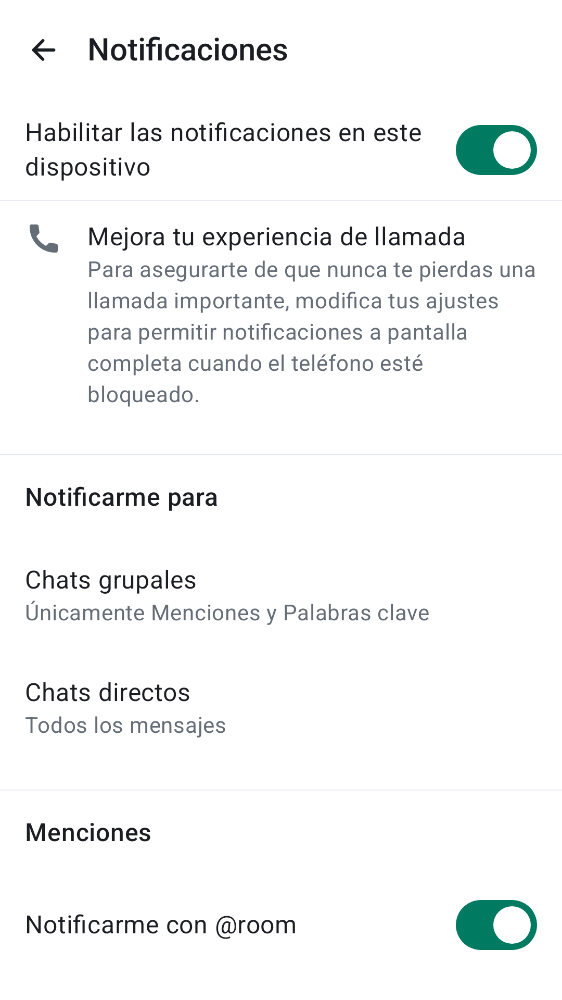 Notificaciones
Habilitar las notificaciones en este
dispositivo
Mejora tu experiencia de llamada
Para asegurarte de que nunca te pierdas una
llamada importante, modifica tus ajustes
para permitir notificaciones a pantalla
completa cuando el teléfono esté
bloqueado.
Notificarme para
Chats grupales
Únicamente Menciones y Palabras clave
Chats directos
Todos los mensajes
Menciones
Notificarme con @room